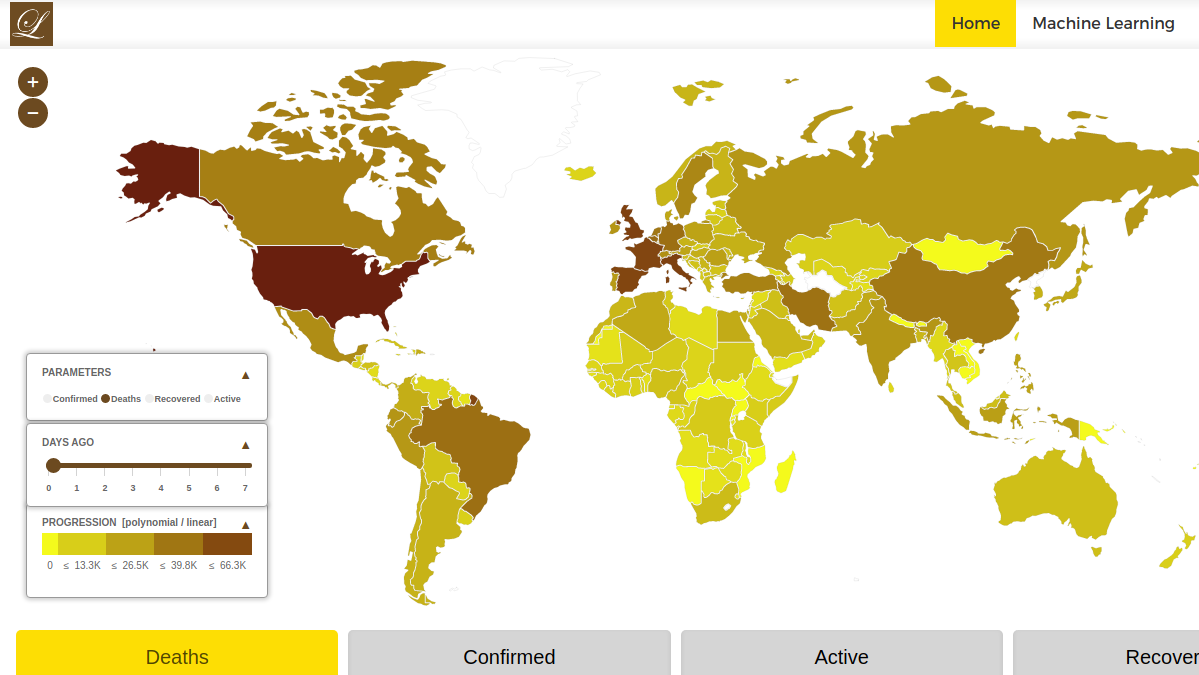 L
Home Machine Learning
+
−
PARAMETERS ▲
Confirmed Deaths Recovered Active
DAYS AGO ▲
0 1 2 3 4 5 6 7
PROGRESSION [polynomial / linear] ▲
0 ≤ 13.3K ≤ 26.5K ≤ 39.8K ≤ 66.3K
Deaths Confirmed Active Recover